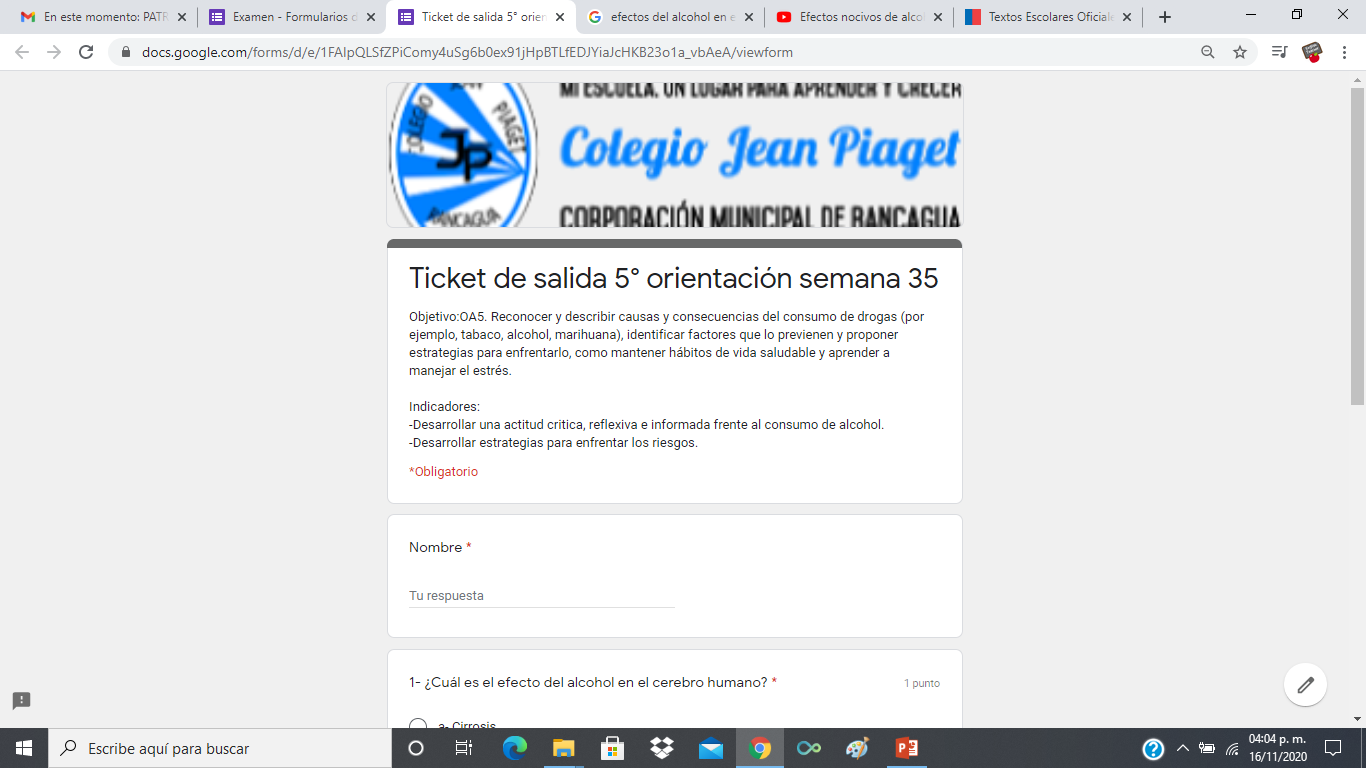 En este momento: PATR
Examen - Formularios d
Ticket de salida 5° orien
efectos del alcohol en e
Efectos nocivos de alco
Textos Escolares Oficiale
docs.google.com/forms/d/e/1FAIpQLSfZPiComy4uSg6b0ex91jHpBTLfEDJYiaJcHKB23o1a_vbAeA/viewform
MI ESCUELA, UN LUGAR PARA APRENDER Y CRECER
COLEGIO JEAN PIAGET
JP
RANCAGUA
Colegio Jean Piaget
CORPORACIÓN MUNICIPAL DE RANCAGUA
Ticket de salida 5° orientación semana 35
Objetivo:OA5. Reconocer y describir causas y consecuencias del consumo de drogas (por
ejemplo, tabaco, alcohol, marihuana), identificar factores que lo previenen y proponer
estrategias para enfrentarlo, como mantener hábitos de vida saludable y aprender a
manejar el estrés.
Indicadores:
-Desarrollar una actitud critica, reflexiva e informada frente al consumo de alcohol.
-Desarrollar estrategias para enfrentar los riesgos.
*Obligatorio
Nombre *
Tu respuesta
1- ¿Cuál es el efecto del alcohol en el cerebro humano? *
1 punto
a- Cirrosis
Escribe aquí para buscar
04:04 p. m.
16/11/2020